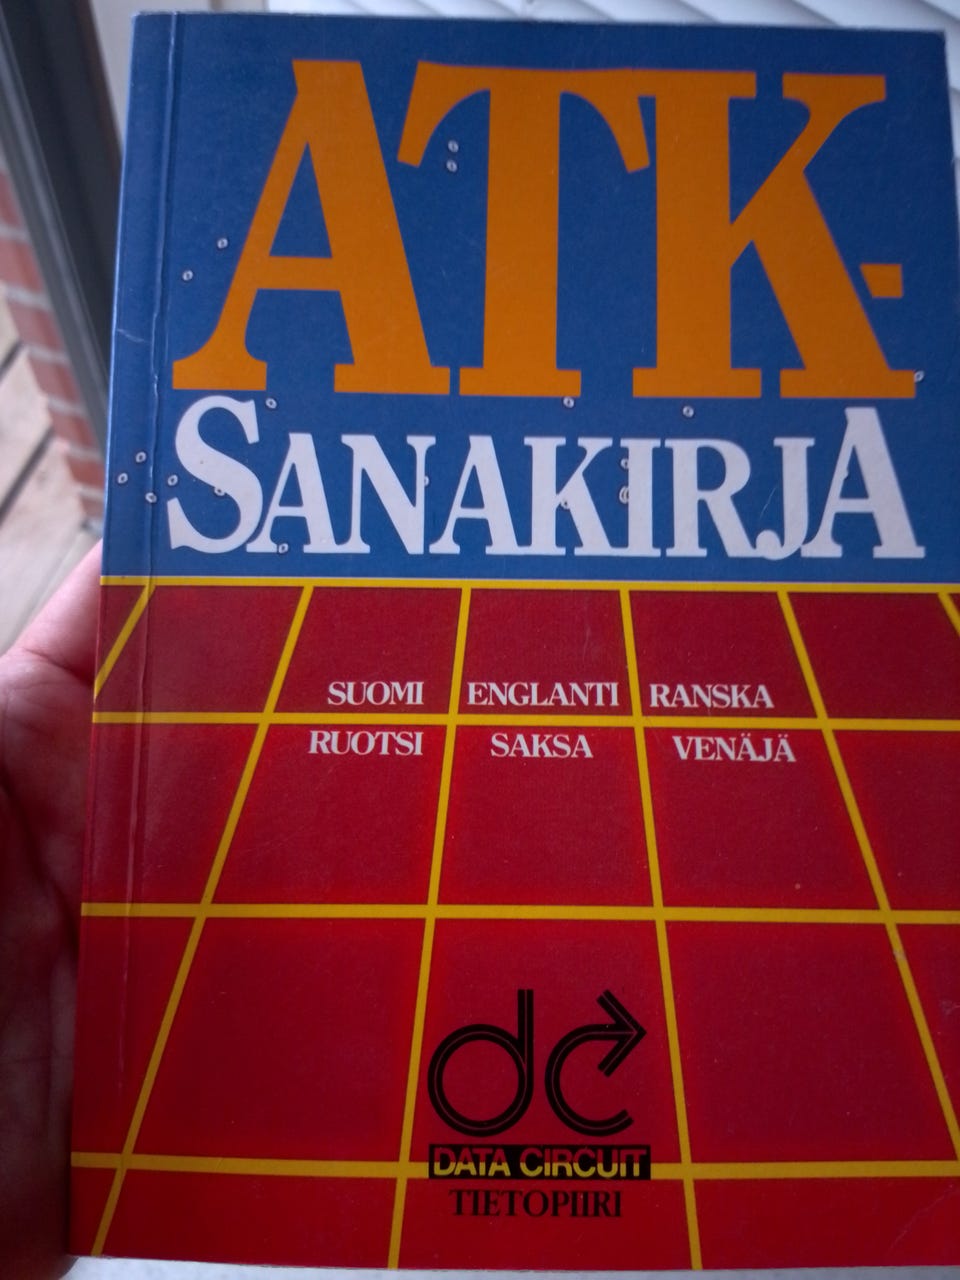 ATK-
SANAKIRJA
SUOMI ENGLANTI RANSKA
RUOTSI SAKSA VENÄJÄ
dc
DATA CIRCUIT
TIETOPIIRI